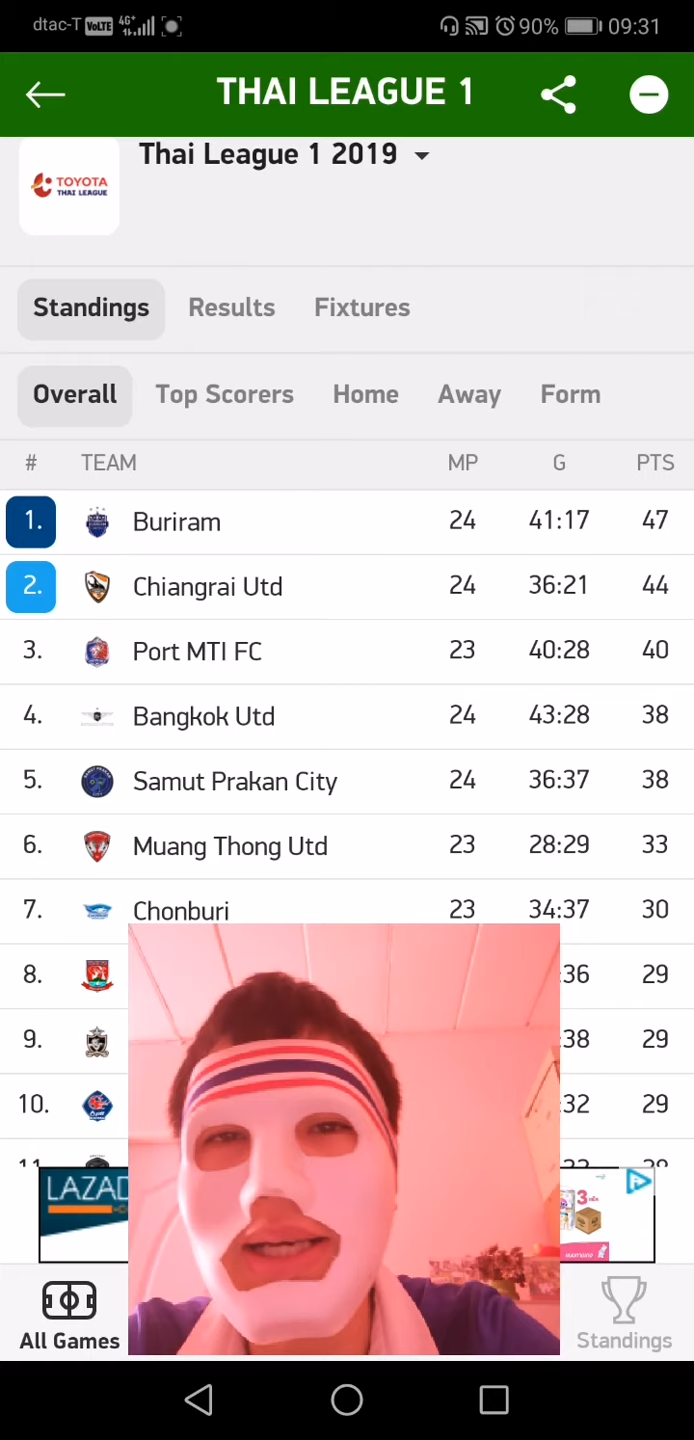 dtac-T VoLTE 4G+ 90% 09:31
THAI LEAGUE 1
TOYOTA
THAI LEAGUE
Thai League 1 2019
Standings Results Fixtures
Overall Top Scorers Home Away Form
# TEAM MP G PTS
1. Buriram 24 41:17 47
2. Chiangrai Utd 24 36:21 44
3. Port MTI FC 23 40:28 40
4. Bangkok Utd 24 43:28 38
5. Samut Prakan City 24 36:37 38
6. Muang Thong Utd 23 28:29 33
7. Chonburi 23 34:37 30
8. :36 29
9. :38 29
10. :32 29
LAZAD
3
All Games
Standings